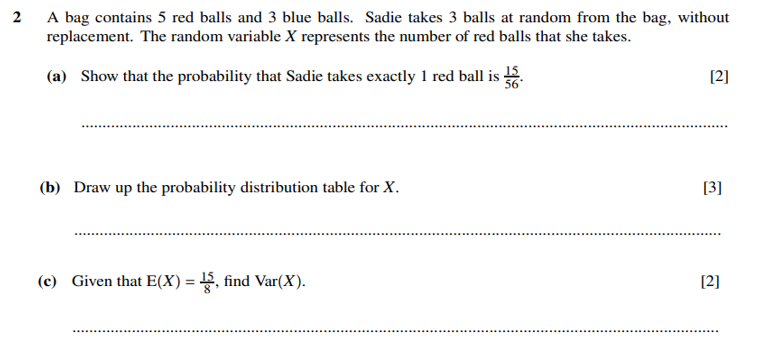 2 A bag contains 5 red balls and 3 blue balls. Sadie takes 3 balls at random from the bag, without
replacement. The random variable X represents the number of red balls that she takes.
(a) Show that the probability that Sadie takes exactly 1 red ball is 15/56. [2]
(b) Draw up the probability distribution table for X. [3]
(c) Given that E(X) = 15/8, find Var(X). [2]